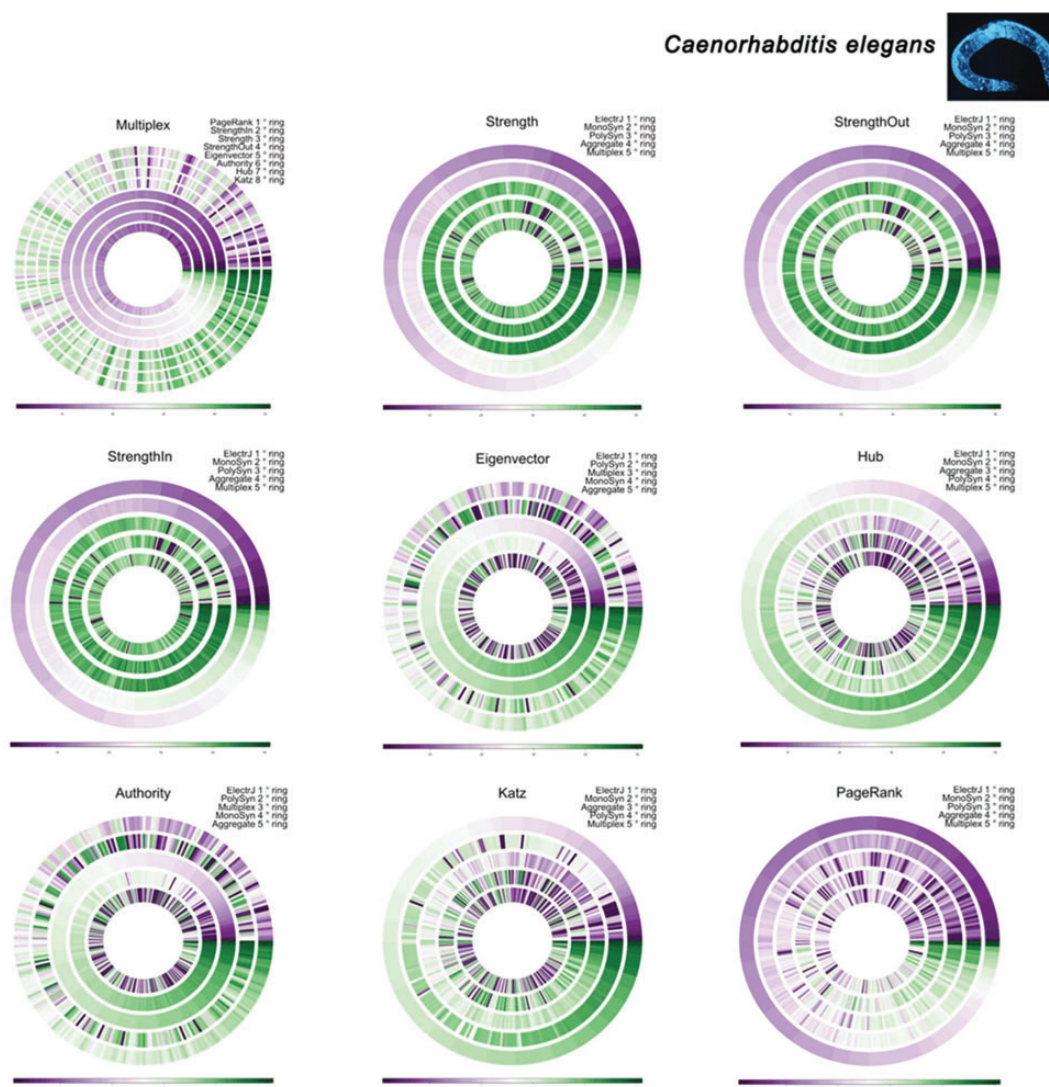 Caenorhabditis elegans
Multiplex
PageRank 1 ° ring
StrengthIn 2 ° ring
Strength 3 ° ring
StrengthOut 4 ° ring
Eigenvector 5 ° ring
Authority 6 ° ring
Hub 7 ° ring
Katz 8 ° ring
Strength
ElectrJ 1 ° ring
MonoSyn 2 ° ring
PolySyn 3 ° ring
Aggregate 4 ° ring
Multiplex 5 ° ring
StrengthOut
ElectrJ 1 ° ring
MonoSyn 2 ° ring
PolySyn 3 ° ring
Aggregate 4 ° ring
Multiplex 5 ° ring
StrengthIn
ElectrJ 1 ° ring
MonoSyn 2 ° ring
PolySyn 3 ° ring
Aggregate 4 ° ring
Multiplex 5 ° ring
Eigenvector
ElectrJ 1 ° ring
PolySyn 2 ° ring
Multiplex 3 ° ring
MonoSyn 4 ° ring
Aggregate 5 ° ring
Hub
ElectrJ 1 ° ring
MonoSyn 2 ° ring
Aggregate 3 ° ring
PolySyn 4 ° ring
Multiplex 5 ° ring
Authority
ElectrJ 1 ° ring
PolySyn 2 ° ring
Multiplex 3 ° ring
MonoSyn 4 ° ring
Aggregate 5 ° ring
Katz
ElectrJ 1 ° ring
MonoSyn 2 ° ring
Aggregate 3 ° ring
PolySyn 4 ° ring
Multiplex 5 ° ring
PageRank
ElectrJ 1 ° ring
MonoSyn 2 ° ring
PolySyn 3 ° ring
Aggregate 4 ° ring
Multiplex 5 ° ring